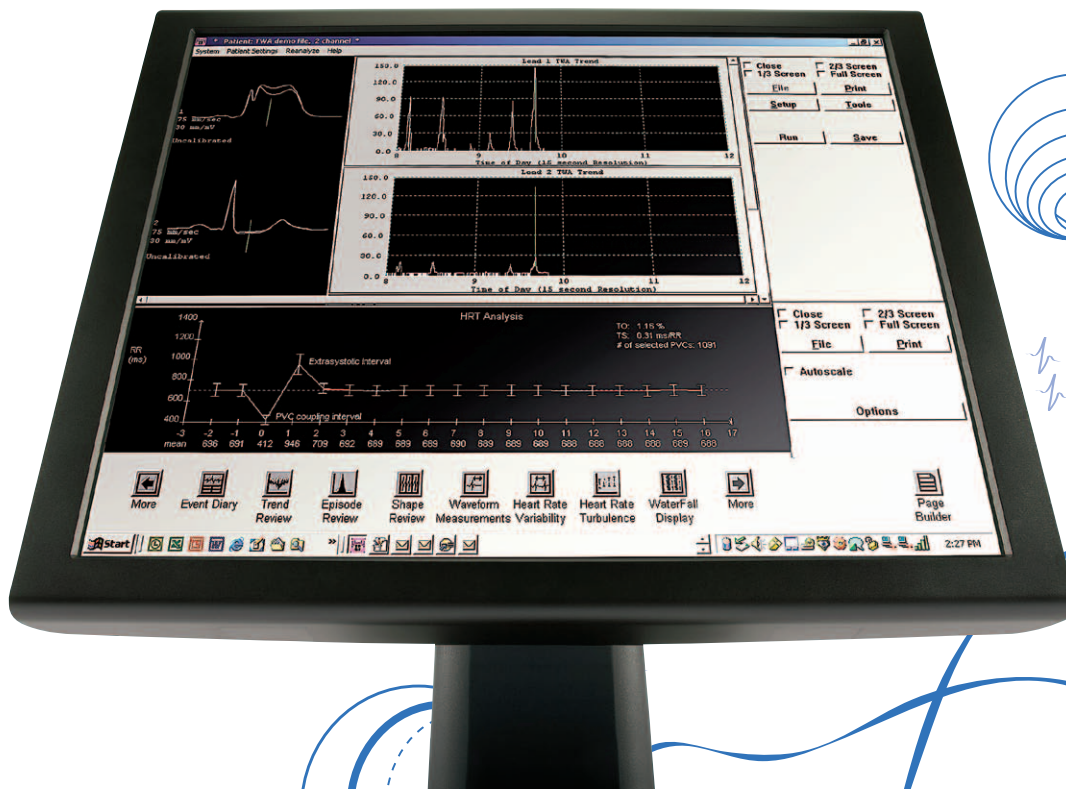 * Patient: TWA demo file, 2 channel *
System Patient Settings Reanalyze Help
1
75 mm/sec
30 mm/mV
Uncalibrated
2
75 mm/sec
30 mm/mV
Uncalibrated
Lead 1 TWA Trend
150.0
120.0
90.0
60.0
30.0
0.0
8 9 10 11 12
Time of Day (15 second Resolution)
Lead 2 TWA Trend
120.0
90.0
60.0
30.0
0.0
8 9 10 11 12
Time of Day (15 second Resolution)
Close 2/3 Screen
1/3 Screen Full Screen
File Print
Setup Tools
Run Save
HRT Analysis
TO: 1.16 %
TS: 0.31 ms/RR
# of selected PVCs: 1091
1400
1200
1000
800
600
400
RR
(ms)
Extrasystolic Interval
PVC coupling interval
-3 -2 -1 0 1 2 3 4 5 6 7 8 9 10 11 12 13 14 15 16 17
mean 696 691 412 946 709 692 689 689 689 690 689 689 689 688 688 689 688
Close 2/3 Screen
1/3 Screen Full Screen
File Print
Autoscale
Options
More
Event Diary
Trend
Review
Episode
Review
Shape
Review
Waveform
Measurements
Heart Rate
Variability
Heart Rate
Turbulence
WaterFall
Display
More
Page
Builder
Start
2:27 PM